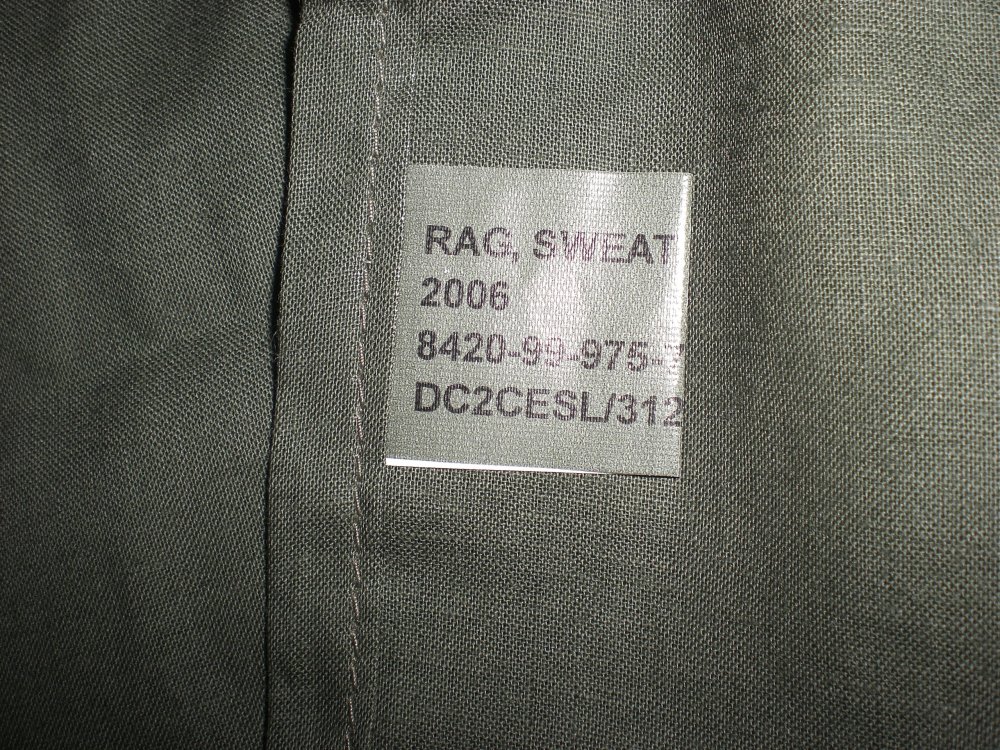 RAG, SWEAT
2006
8420-99-975-
DC2CESL/312